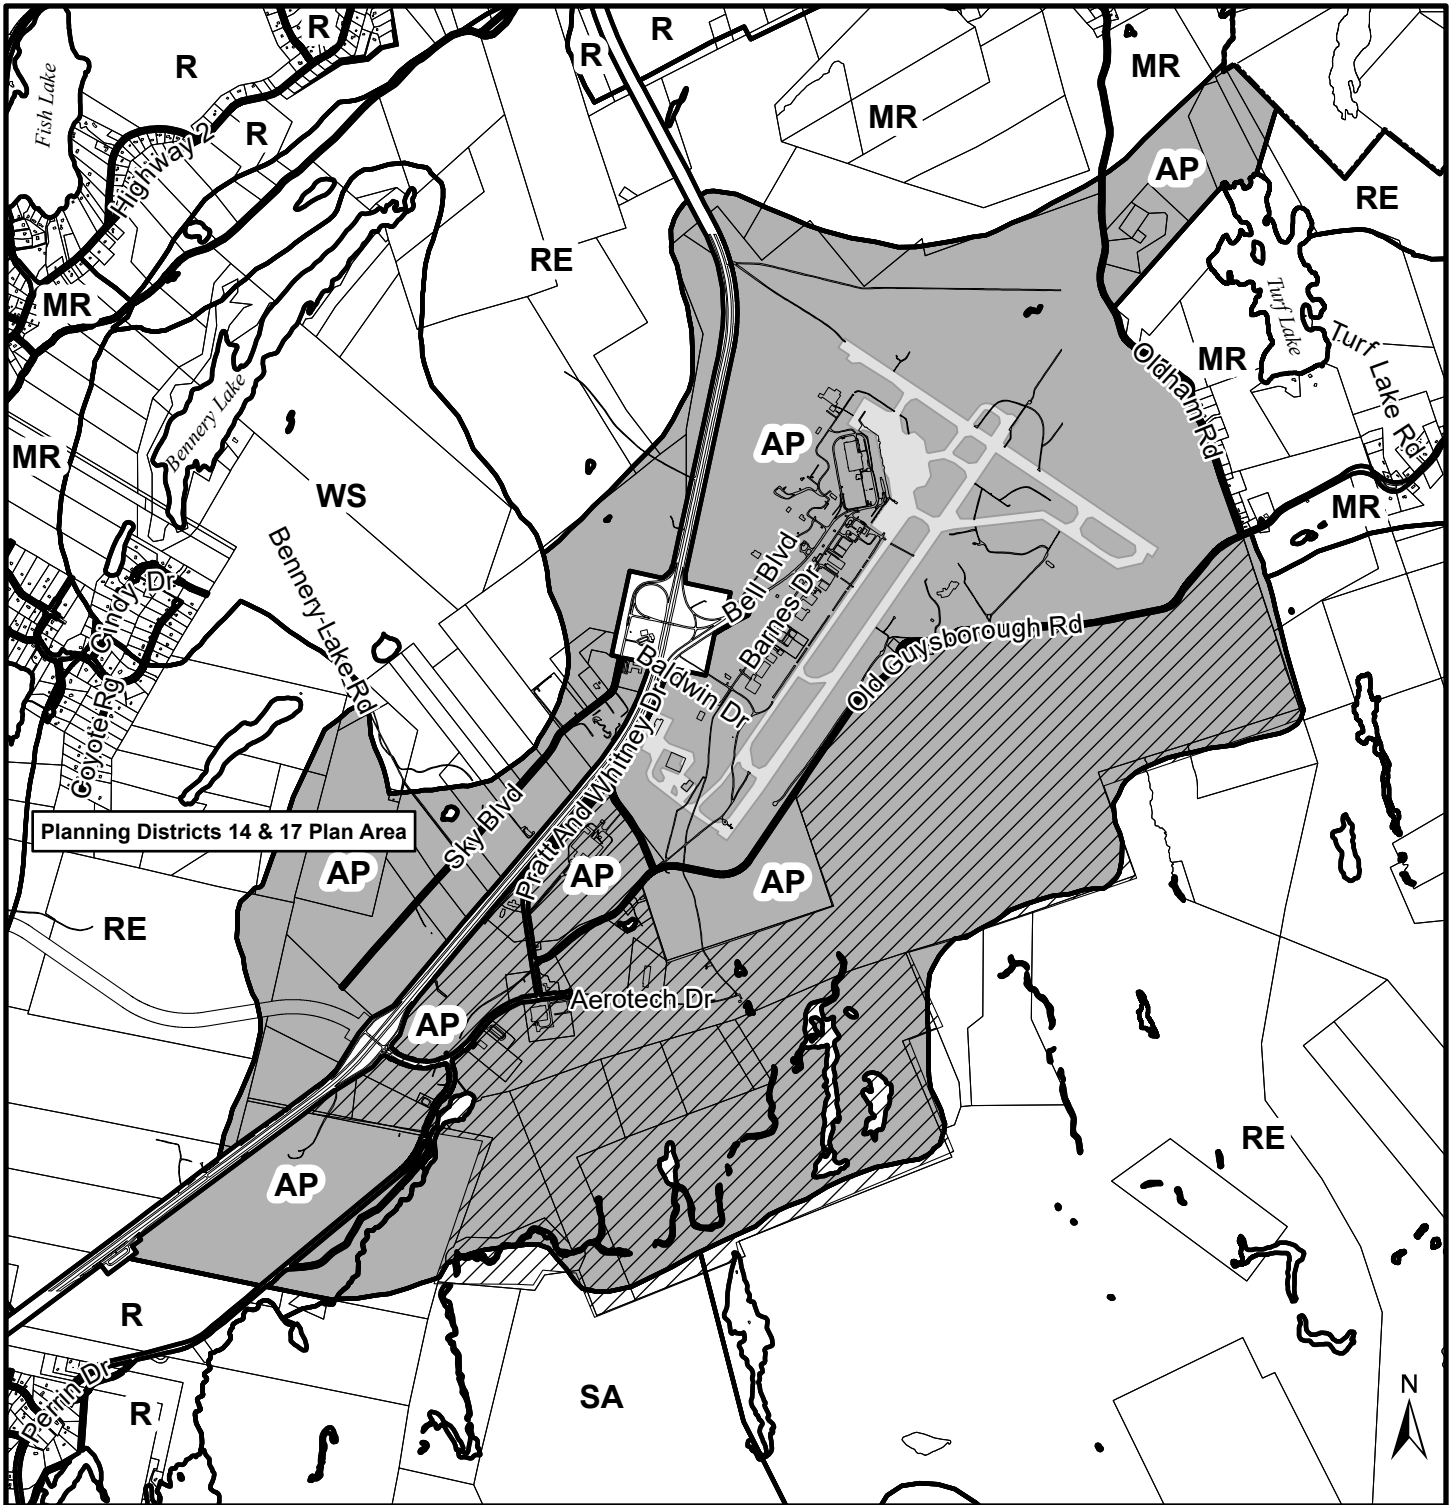 R
R
R
R
Fish Lake
MR
AP
MR
Highway 2
R
RE
RE
MR
Turf Lake
Turf Lake Rd
MR
Oldham Rd
Bennery Lake
AP
MR
WS
MR
Bennery-Lake Rd
Cindy Dr
Bell Blvd
Barnes Dr
Old Guysborough Rd
Baldwin Dr
Coyote Rg
Pratt And Whitney Dr
Sky Blvd
Planning Districts 14 & 17 Plan Area
AP
AP
AP
RE
Aerotech Dr
AP
RE
AP
R
Perrin Dr
R
SA
N